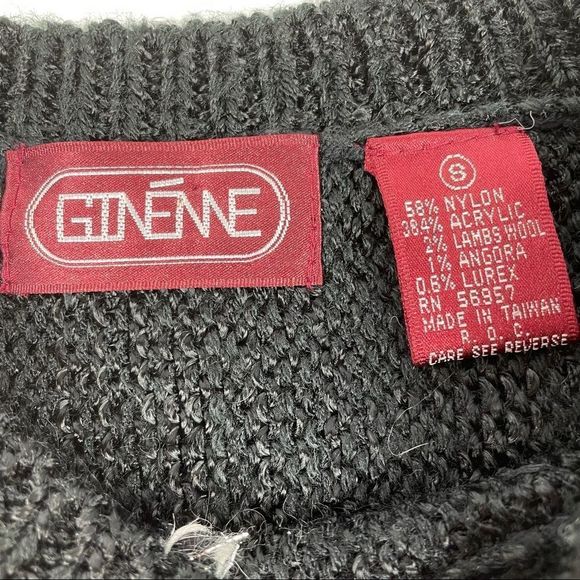 GINÉNNE
S
58% NYLON
384% ACRYLIC
2% LAMBS WOOL
1% ANGORA
0.6% LUREX
RN 56957
MADE IN TAIWAN
R. O. C.
CARE SEE REVERSE